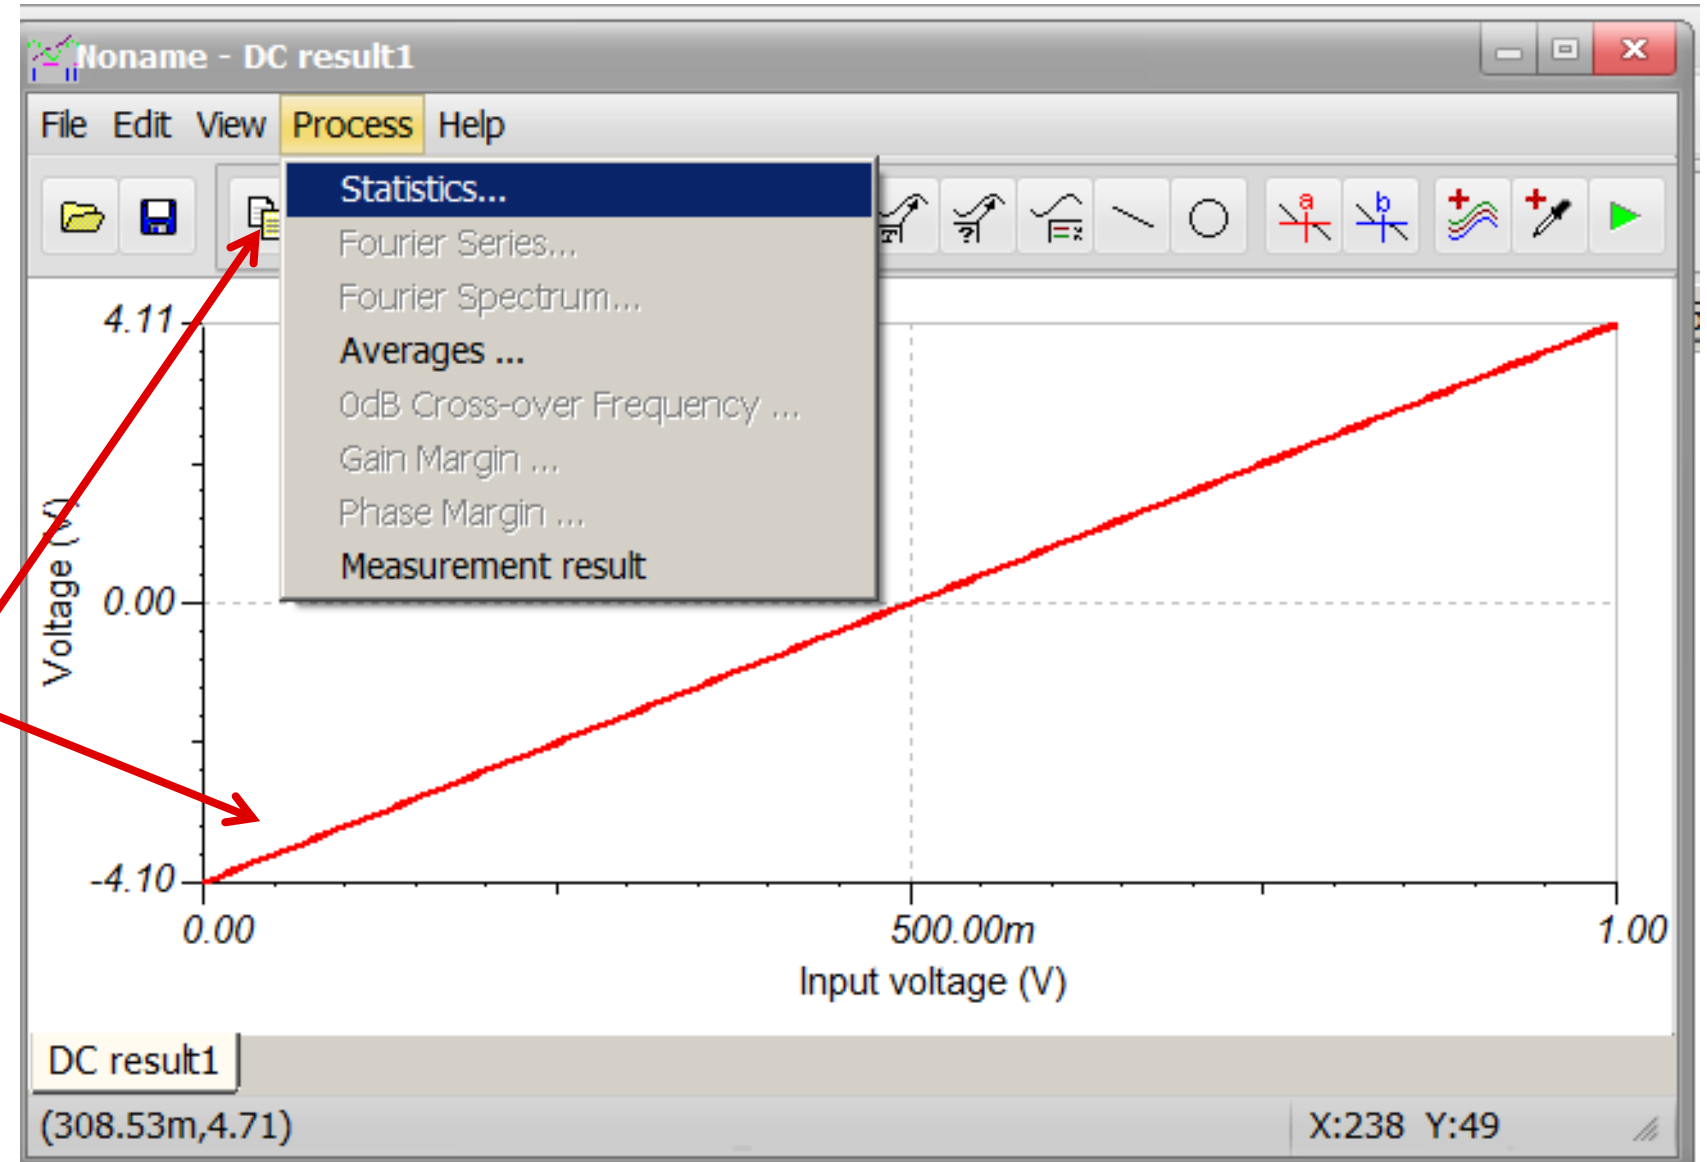 Noname - DC result1
File Edit View Process Help
Statistics...
Fourier Series...
Fourier Spectrum...
Averages ...
0dB Cross-over Frequency ...
Gain Margin ...
Phase Margin ...
Measurement result
a
b
4.11
0.00
-4.10
Voltage (V)
0.00 500.00m 1.00
Input voltage (V)
DC result1
(308.53m,4.71) X:238 Y:49